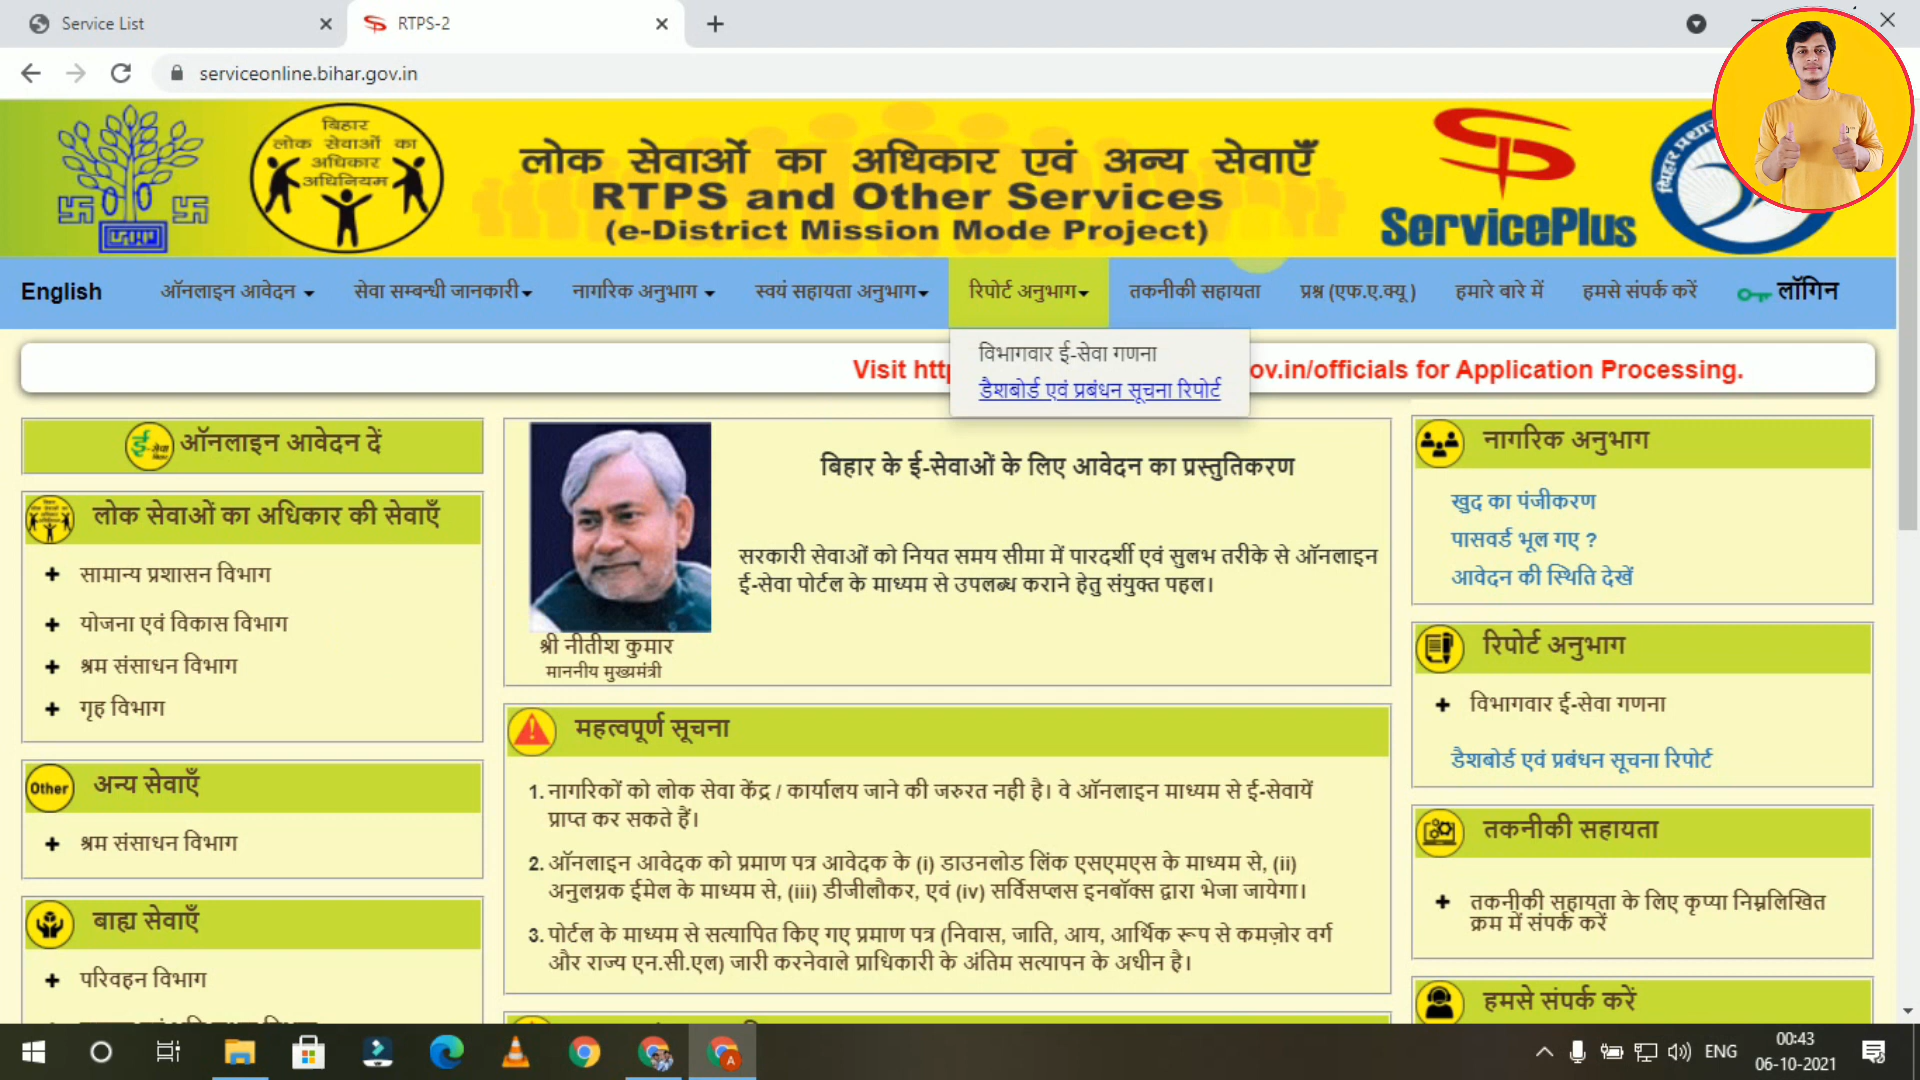 Service List
RTPS-2
serviceonline.bihar.gov.in
बिहार
लोक सेवाओं का
अधिकार
अधिनियम
लोक सेवाओं का अधिकार एवं अन्य सेवाएँ
RTPS and Other Services
(e-District Mission Mode Project)
ServicePlus
English
ऑनलाइन आवेदन
सेवा सम्बन्धी जानकारी
नागरिक अनुभाग
स्वयं सहायता अनुभाग
रिपोर्ट अनुभाग
तकनीकी सहायता
प्रश्न (एफ.ए.क्यू )
हमारे बारे में
हमसे संपर्क करें
लॉगिन
विभागवार ई-सेवा गणना
डैशबोर्ड एवं प्रबंधन सूचना रिपोर्ट
Visit
ov.in/officials for Application Processing.
ऑनलाइन आवेदन दें
लोक सेवाओं का अधिकार की सेवाएँ
सामान्य प्रशासन विभाग
योजना एवं विकास विभाग
श्रम संसाधन विभाग
गृह विभाग
Other
अन्य सेवाएँ
श्रम संसाधन विभाग
बाह्य सेवाएँ
परिवहन विभाग
बिहार के ई-सेवाओं के लिए आवेदन का प्रस्तुतिकरण
सरकारी सेवाओं को नियत समय सीमा में पारदर्शी एवं सुलभ तरीके से ऑनलाइन
ई-सेवा पोर्टल के माध्यम से उपलब्ध कराने हेतु संयुक्त पहल।
श्री नीतीश कुमार
माननीय मुख्यमंत्री
महत्वपूर्ण सूचना
1. नागरिकों को लोक सेवा केंद्र / कार्यालय जाने की जरुरत नही है। वे ऑनलाइन माध्यम से ई-सेवायें
प्राप्त कर सकते हैं।
2. ऑनलाइन आवेदक को प्रमाण पत्र आवेदक के (i) डाउनलोड लिंक एसएमएस के माध्यम से, (ii)
अनुलग्नक ईमेल के माध्यम से, (iii) डीजीलौकर, एवं (iv) सर्विसप्लस इनबॉक्स द्वारा भेजा जायेगा।
3. पोर्टल के माध्यम से सत्यापित किए गए प्रमाण पत्र (निवास, जाति, आय, आर्थिक रूप से कमज़ोर वर्ग
और राज्य एन.सी.एल) जारी करनेवाले प्राधिकारी के अंतिम सत्यापन के अधीन है।
नागरिक अनुभाग
खुद का पंजीकरण
पासवर्ड भूल गए ?
आवेदन की स्थिति देखें
रिपोर्ट अनुभाग
विभागवार ई-सेवा गणना
डैशबोर्ड एवं प्रबंधन सूचना रिपोर्ट
तकनीकी सहायता
तकनीकी सहायता के लिए कृप्या निम्नलिखित
क्रम में संपर्क करें
हमसे संपर्क करें
ENG
00:43
06-10-2021